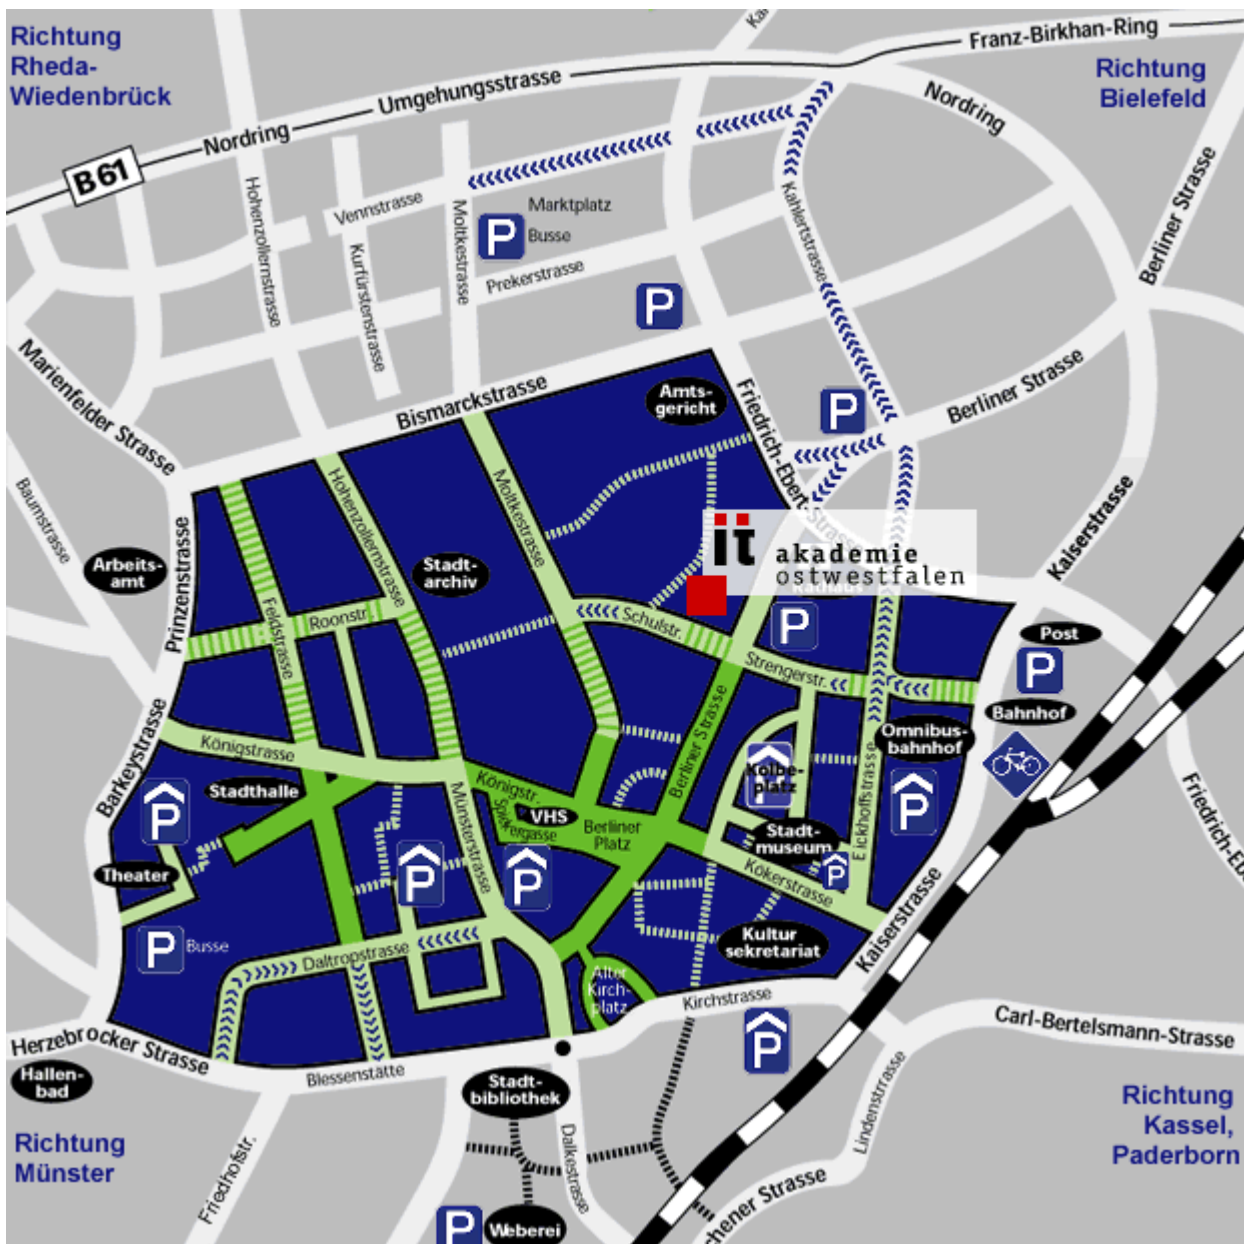 Richtung
Rheda-
Wiedenbrück
Franz-Birkhan-Ring
Richtung
Bielefeld
Umgehungsstrasse
Nordring
Nordring
B 61
Hohenzollernstrasse
Vennstrasse
Kurfürstenstrasse
Moltkestrasse
P
Marktplatz
Busse
Prekerstrasse
Kahlertstrasse
Berliner Strasse
P
Marienfelder Strasse
Bismarckstrasse
Amts-
gericht
Friedrich-Ebert-Strasse
P
Berliner Strasse
Baumstrasse
Prinzenstrasse
Arbeits-
amt
Hohenzollernstrasse
Stadt-
archiv
Moltkestrasse
Kaiserstrasse
it
akademie
ostwestfalen
Rathaus
Feldstrasse
Roonstr.
Schulstr.
P
Strengerstr.
Post
P
Bahnhof
Barkeystrasse
Königstrasse
Stadthalle
Münsterstrasse
Königstr.
VHS
Berliner
Platz
Berliner Strasse
Kolbe-
platz
P
Omnibus-
bahnhof
Eickhoffstrasse
P
P
P
P
Stadt-
museum
P
Theater
Kökerstrasse
Kaiserstrasse
P
Busse
Daltropstrasse
Kultur
sekretariat
Alter
Kirch-
platz
Kirchstrasse
P
Herzebrocker Strasse
Hallen-
bad
Blessenstätte
Stadt-
bibliothek
Carl-Bertelsmann-Strasse
Lindenstrrasse
Richtung
Kassel,
Paderborn
Richtung
Münster
Friedhofstr.
Dalkestrasse
P
Weberei
chener Strasse